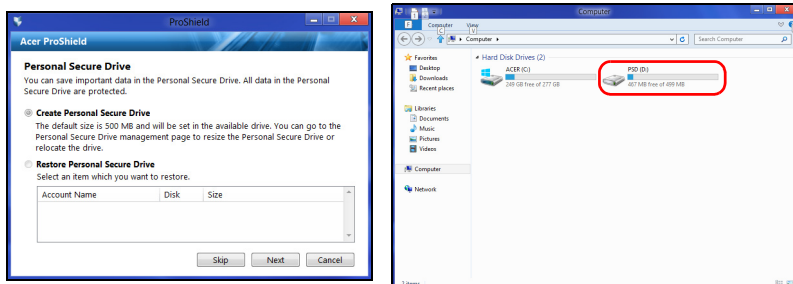 ProShield
Acer ProShield
Personal Secure Drive
You can save important data in the Personal Secure Drive. All data in the Personal
Secure Drive are protected.
Create Personal Secure Drive
The default size is 500 MB and will be set in the available drive. You can go to the
Personal Secure Drive management page to resize the Personal Secure Drive or
relocate the drive.
Restore Personal Secure Drive
Select an item which you want to restore.
Account Name Disk Size
Skip Next Cancel
Computer
F Computer View
C V
Computer
Search Computer
Favorites
Desktop
Downloads
Recent places
Libraries
Documents
Music
Pictures
Videos
Computer
Network
Hard Disk Drives (2)
ACER (C:)
249 GB free of 277 GB
PSD (D:)
467 MB free of 499 MB
2 items